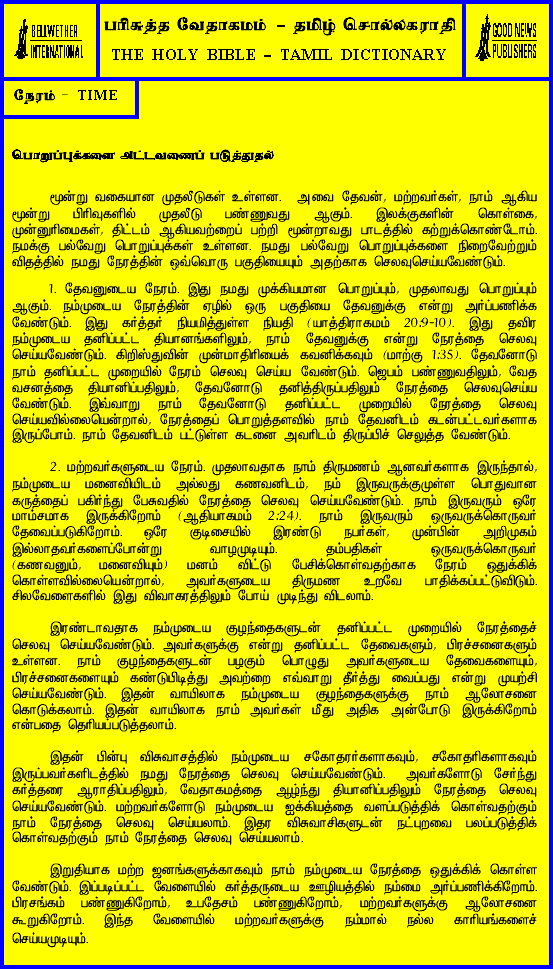 BELLWETHER
INTERNATIONAL
பரிசுத்த வேதாகமம் - தமிழ் சொல்லகராதி
THE HOLY BIBLE - TAMIL DICTIONARY
GOOD NEWS
PUBLISHERS
நேரம் - TIME
பொறுப்புக்களை அட்டவணைப் படுத்துதல்
மூன்று வகையான முதலீடுகள் உள்ளன. அவை தேவன், மற்றவர்கள், நாம் ஆகிய
மூன்று பிரிவுகளில் முதலீடு பண்ணுவது ஆகும். இலக்குகளின் கொள்கை,
முன்னுரிமைகள், திட்டம் ஆகியவற்றைப் பற்றி மூன்றாவது பாடத்தில் கற்றுக்கொண்டோம்.
நமக்கு பல்வேறு பொறுப்புக்கள் உள்ளன. நமது பல்வேறு பொறுப்புக்களை நிறைவேற்றும்
விதத்தில் நமது நேரத்தின் ஒவ்வொரு பகுதியையும் அதற்காக செலவுசெய்யவேண்டும்.
1. தேவனுடைய நேரம். இது நமது முக்கியமான பொறுப்பும், முதலாவது பொறுப்பும்
ஆகும். நம்முடைய நேரத்தின் ஏழில் ஒரு பகுதியை தேவனுக்கு என்று அர்ப்பணிக்க
வேண்டும். இது கர்த்தர் நியமித்துள்ள நியதி (யாத்திராகமம் 20:9-10). இது தவிர
நம்முடைய தனிப்பட்ட தியானங்களிலும், நாம் தேவனுக்கு என்று நேரத்தை செலவு
செய்யவேண்டும். கிறிஸ்துவின் முன்மாதிரியைக் கவனிக்கவும் (மாற்கு 1:35). தேவனோடு
நாம் தனிப்பட்ட முறையில் நேரம் செலவு செய்ய வேண்டும். ஜெபம் பண்ணுவதிலும், வேத
வசனத்தை தியானிப்பதிலும், தேவனோடு தனித்திருப்பதிலும் நேரத்தை செலவுசெய்ய
வேண்டும். இவ்வாறு நாம் தேவனோடு தனிப்பட்ட முறையில் நேரத்தை செலவு
செய்யவில்லையென்றால், நேரத்தைப் பொறுத்தளவில் நாம் தேவனிடம் கடன்பட்டவர்களாக
இருப்போம். நாம் தேவனிடம் பட்டுள்ள கடனை அவரிடம் திருப்பிச் செலுத்த வேண்டும்.
2. மற்றவர்களுடைய நேரம். முதலாவதாக நாம் திருமணம் ஆனவர்களாக இருந்தால்,
நம்முடைய மனைவியிடம் அல்லது கணவனிடம், நம் இருவருக்குமுள்ள பொதுவான
கருத்தைப் பகிர்ந்து பேசுவதில் நேரத்தை செலவு செய்யவேண்டும். நாம் இருவரும் ஒரே
மாம்சமாக இருக்கிறோம் (ஆதியாகமம் 2:24). நாம் இருவரும் ஒருவருக்கொருவர்
தேவைப்படுகிறோம். ஒரே குடிசையில் இரண்டு நபர்கள், முன்பின் அறிமுகம்
இல்லாதவர்களைப்போன்று வாழமுடியும். தம்பதிகள் ஒருவருக்கொருவர்
(கணவனும், மனைவியும்) மனம் விட்டு பேசிக்கொள்வதற்காக நேரம் ஒதுக்கிக்
கொள்ளவில்லையென்றால், அவர்களுடைய திருமண உறவே பாதிக்கப்பட்டுவிடும்.
சிலவேளைகளில் இது விவாகரத்திலும் போய் முடிந்து விடலாம்.
இரண்டாவதாக நம்முடைய குழந்தைகளுடன் தனிப்பட்ட முறையில் நேரத்தைச்
செலவு செய்யவேண்டும். அவர்களுக்கு என்று தனிப்பட்ட தேவைகளும், பிரச்சனைகளும்
உள்ளன. நாம் குழந்தைகளுடன் பழகும் பொழுது அவர்களுடைய தேவைகளையும்,
பிரச்சனைகளையும் கண்டுபிடித்து அவற்றை எவ்வாறு தீர்த்து வைப்பது என்று முயற்சி
செய்யவேண்டும். இதன் வாயிலாக நம்முடைய குழந்தைகளுக்கு நாம் ஆலோசனை
கொடுக்கலாம். இதன் வாயிலாக நாம் அவர்கள் மீது அதிக அன்போடு இருக்கிறோம்
என்பதை தெரியப்படுத்தலாம்.
இதன் பின்பு விசுவாசத்தில் நம்முடைய சகோதரர்களாகவும், சகோதரிகளாகவும்
இருப்பவர்களிடத்தில் நமது நேரத்தை செலவு செய்யவேண்டும். அவர்களோடு சேர்ந்து
கர்த்தரை ஆராதிப்பதிலும், வேதாகமத்தை ஆழ்ந்து தியானிப்பதிலும் நேரத்தை செலவு
செய்யவேண்டும். மற்றவர்களோடு நம்முடைய ஐக்கியத்தை வளப்படுத்திக் கொள்வதற்கும்
நாம் நேரத்தை செலவு செய்யலாம். இதர விசுவாசிகளுடன் நட்புறவை பலப்படுத்திக்
கொள்வதற்கும் நாம் நேரத்தை செலவு செய்யலாம்.
இறுதியாக மற்ற ஜனங்களுக்காகவும் நாம் நம்முடைய நேரத்தை ஒதுக்கிக் கொள்ள
வேண்டும். இப்படிப்பட்ட வேளையில் கர்த்தருடைய ஊழியத்தில் நம்மை அர்ப்பணிக்கிறோம்.
பிரசங்கம் பண்ணுகிறோம், உபதேசம் பண்ணுகிறோம், மற்றவர்களுக்கு ஆலோசனை
கூறுகிறோம். இந்த வேளையில் மற்றவர்களுக்கு நம்மால் நல்ல காரியங்களைச்
செய்யமுடியும்.